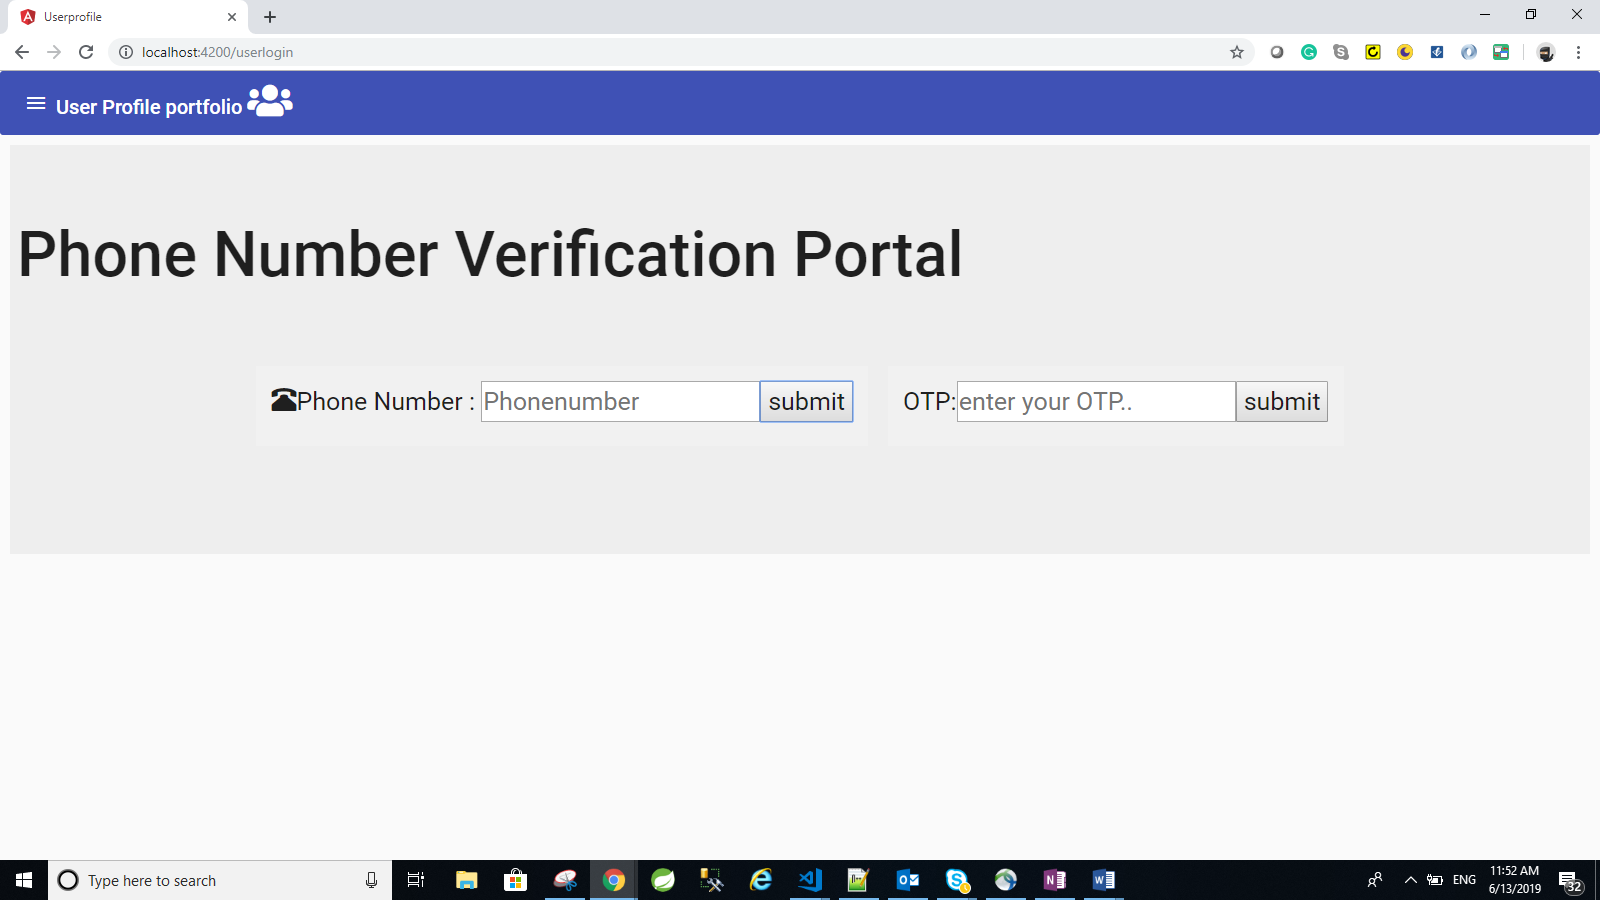 Userprofile
localhost:4200/userlogin
User Profile portfolio
Phone Number Verification Portal
Phone Number : Phonenumber submit OTP: enter your OTP.. submit
Type here to search
ENG
11:52 AM
6/13/2019
32